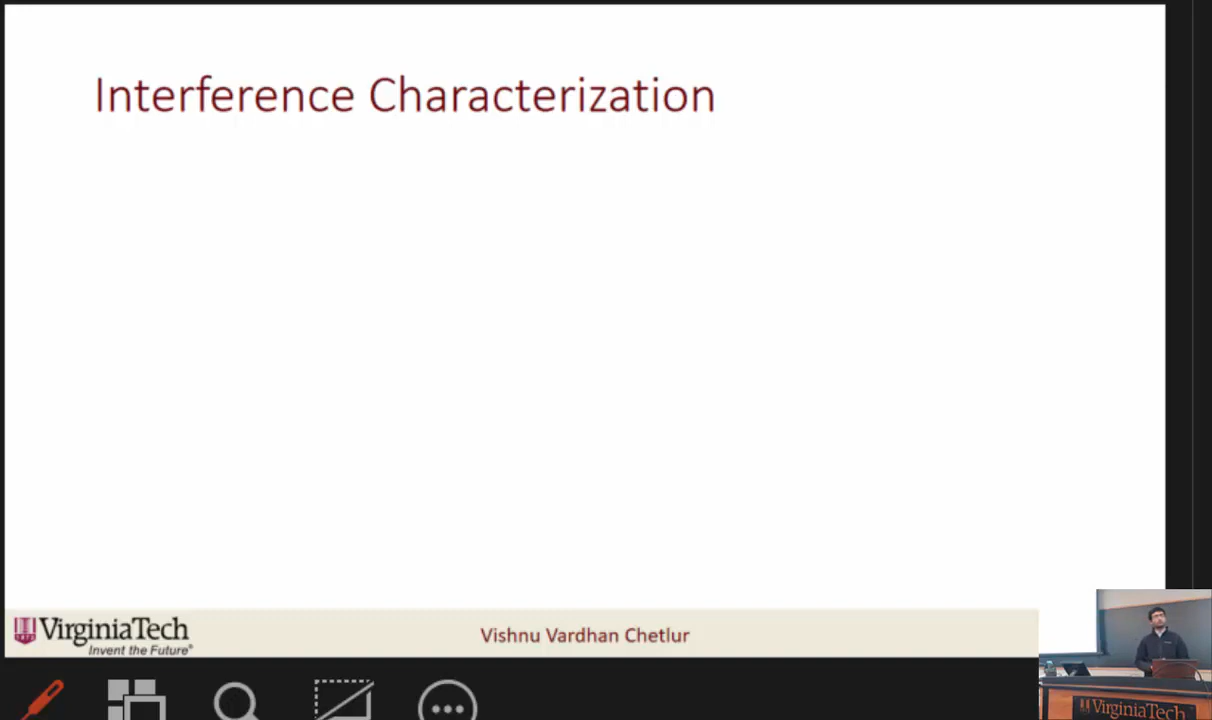 Interference Characterization
VirginiaTech
Invent the Future®
Vishnu Vardhan Chetlur
VirginiaTech